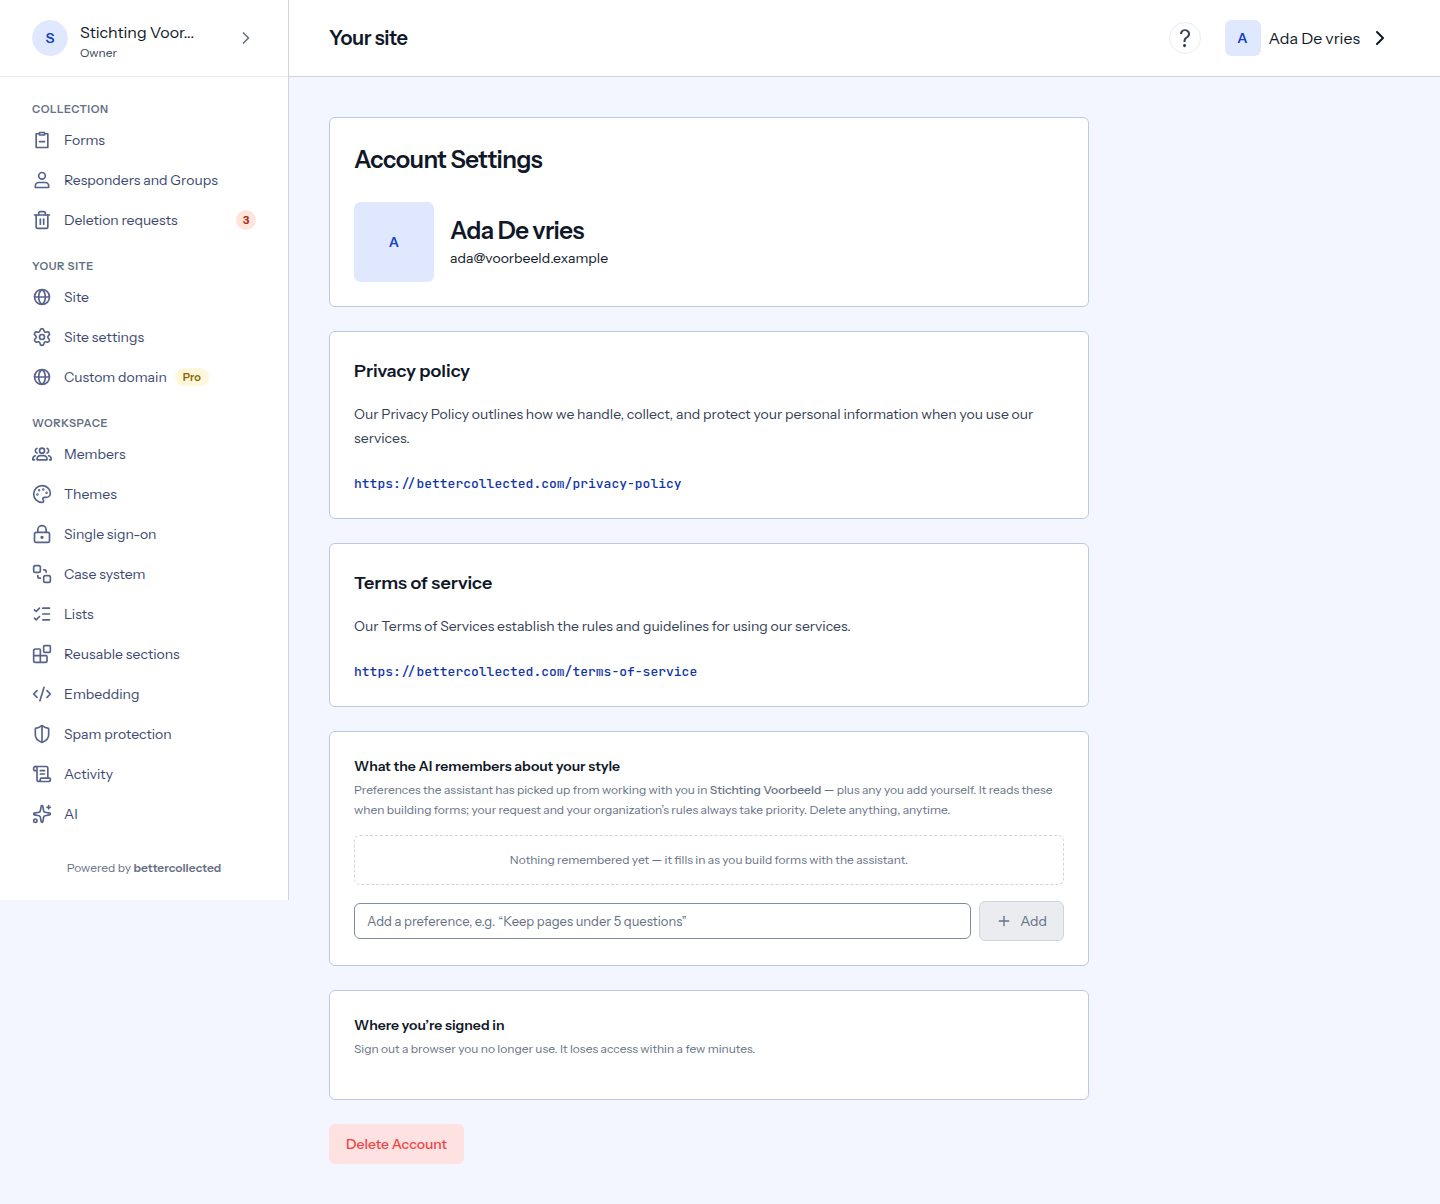 S
Stichting Voor...
Owner
Your site
?
A
Ada De vries
COLLECTION
Forms
Responders and Groups
Deletion requests
3
YOUR SITE
Site
Site settings
Custom domain
Pro
WORKSPACE
Members
Themes
Single sign-on
Case system
Lists
Reusable sections
Embedding
Spam protection
Activity
AI
Powered by bettercollected
Account Settings
A
Ada De vries
ada@voorbeeld.example
Privacy policy
Our Privacy Policy outlines how we handle, collect, and protect your personal information when you use our
services.
https://bettercollected.com/privacy-policy
Terms of service
Our Terms of Services establish the rules and guidelines for using our services.
https://bettercollected.com/terms-of-service
What the AI remembers about your style
Preferences the assistant has picked up from working with you in Stichting Voorbeeld — plus any you add yourself. It reads these
when building forms; your request and your organization’s rules always take priority. Delete anything, anytime.
Nothing remembered yet — it fills in as you build forms with the assistant.
Add a preference, e.g. “Keep pages under 5 questions”
Add
Where you’re signed in
Sign out a browser you no longer use. It loses access within a few minutes.
Delete Account